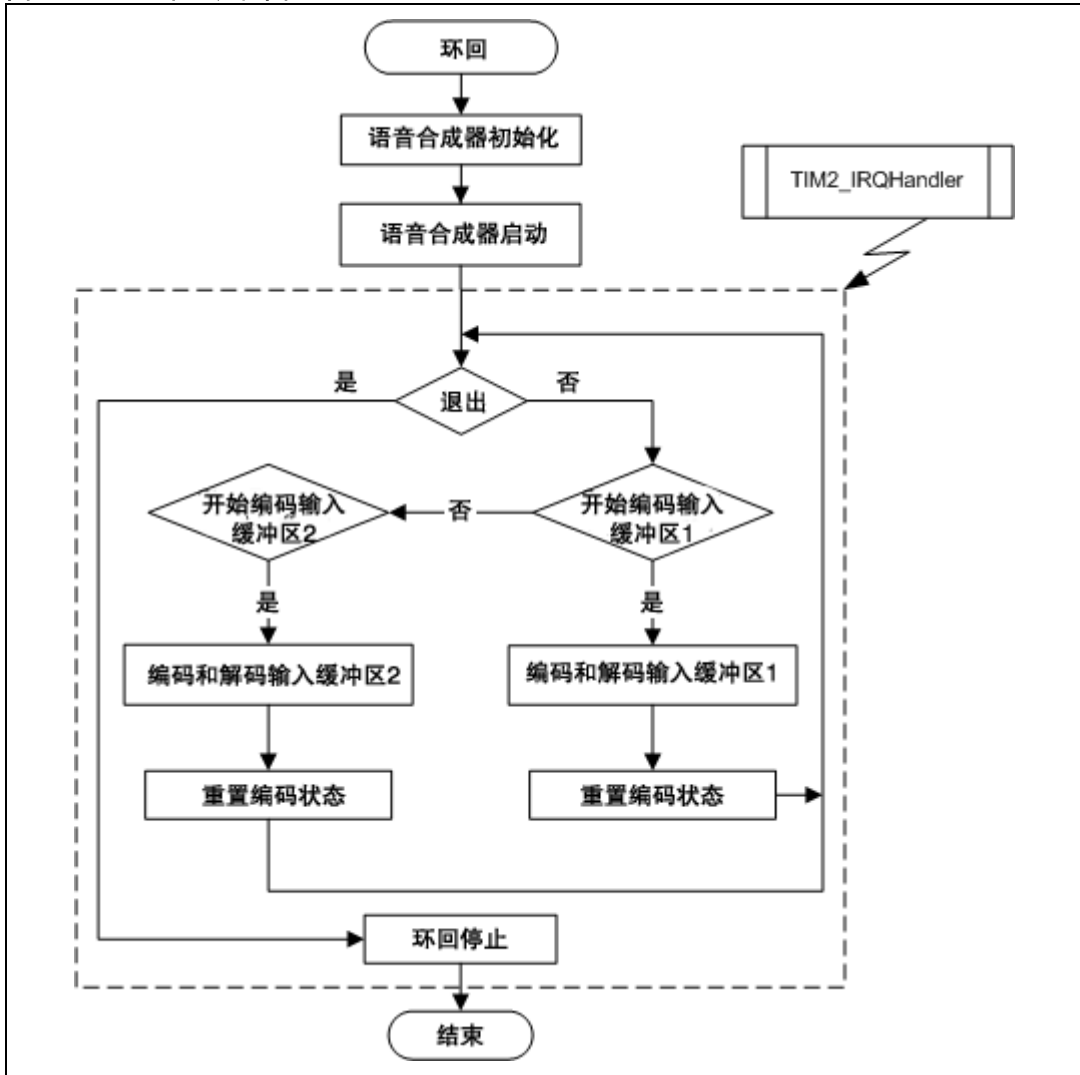 环回
语音合成器初始化
TIM2_IRQHandler
语音合成器启动
是
否
退出
开始编码输入
缓冲区2
否
开始编码输入
缓冲区1
是
是
编码和解码输入缓冲区2
编码和解码输入缓冲区1
重置编码状态
重置编码状态
环回停止
结束